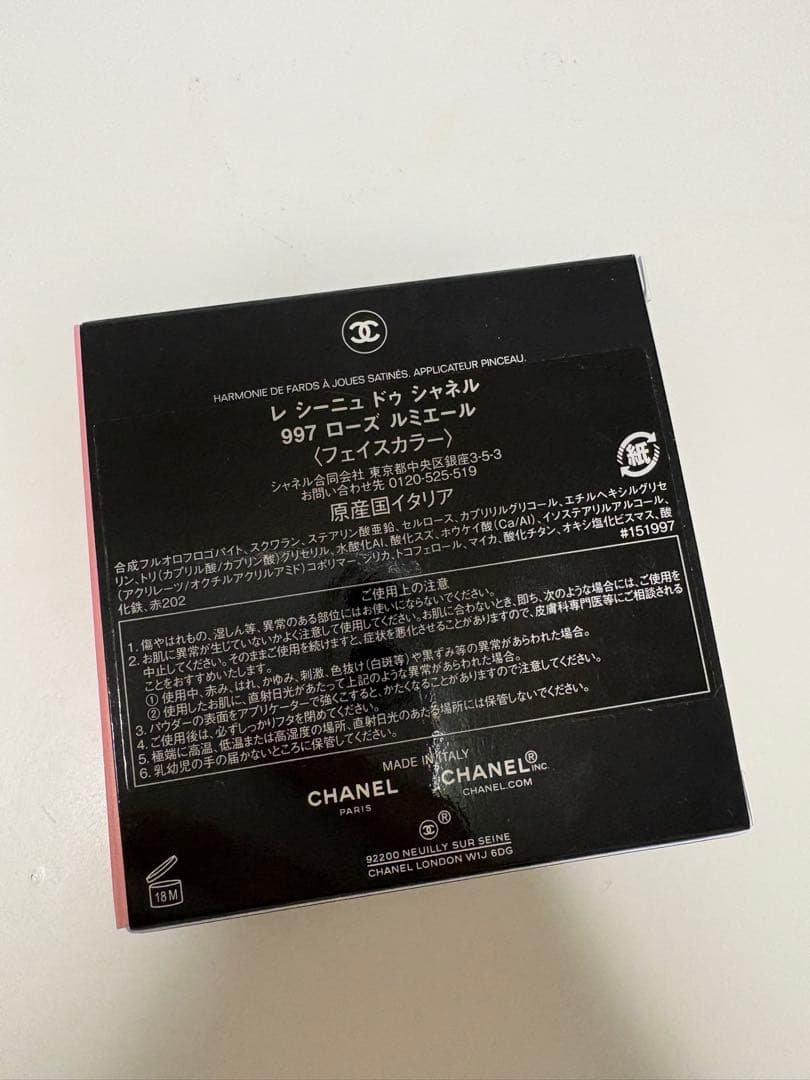 HARMONIE DE FARDS À JOUES SATINÉS. APPLICATEUR PINCEAU.
レ シーニュ ドゥ シャネル
997 ローズ ルミエール
〈フェイスカラー〉
シャネル合同会社 東京都中央区銀座3-5-3
お問い合わせ先 0120-525-519
原産国イタリア
紙
合成フルオロフロゴパイト、スクワラン、ステアリン酸亜鉛、セルロース、カプリリルグリコール、エチルヘキシルグリセ
リン、トリ(カプリル酸/カプリン酸)グリセリル、水酸化Al、酸化スズ、ホウケイ酸(Ca/Al)、イソステアリルアルコール、
(アクリレーツ/オクチルアクリルアミド)コポリマー、シリカ、トコフェロール、マイカ、酸化チタン、オキシ塩化ビスマス、酸
化鉄、赤202
#151997
ご使用上の注意
1. 傷やはれもの、湿しん等、異常のある部位にはお使いにならないでください。
2. お肌に異常が生じていないかよく注意して使用してください。お肌に合わないとき、即ち、次のような場合には、ご使用を
中止してください。そのままご使用を続けますと、症状を悪化させることがありますので、皮膚科専門医等にご相談される
ことをおすすめいたします。
① 使用中、赤み、はれ、かゆみ、刺激、色抜け(白斑等)や黒ずみ等の異常があらわれた場合。
② 使用したお肌に、直射日光があたって上記のような異常があらわれた場合。
3. パウダーの表面をアプリケーターで強くこすると、かたくなることがありますので注意してください。
4. ご使用後は、必ずしっかりフタを閉めてください。
5. 極端に高温、低温または高湿度の場所、直射日光のあたる場所には保管しないでください。
6. 乳幼児の手の届かないところに保管してください。
MADE IN ITALY
CHANEL
PARIS
CHANEL® INC.
CHANEL.COM
®
92200 NEUILLY SUR SEINE
CHANEL LONDON W1J 6DG
18 M